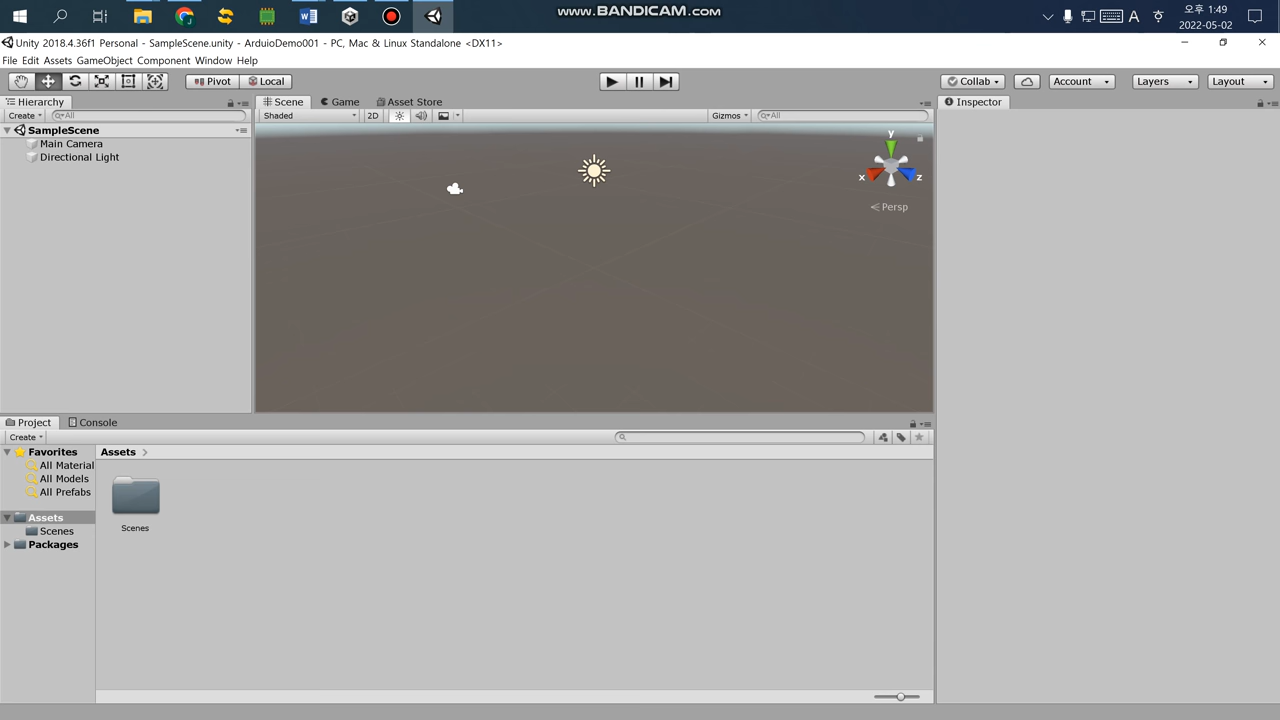 www.BANDICAM.com
A
오후 1:49
2022-05-02
Unity 2018.4.36f1 Personal - SampleScene.unity - ArduioDemo001 - PC, Mac & Linux Standalone <DX11>
File Edit Assets GameObject Component Window Help
Pivot Local Collab Account Layers Layout
Hierarchy Scene Game Asset Store Inspector
Create All Shaded 2D Gizmos All
SampleScene
Main Camera
Directional Light
y
x z
Persp
Project Console
Create
Favorites Assets
All Material
All Models
All Prefabs
Assets
Scenes
Packages
Scenes